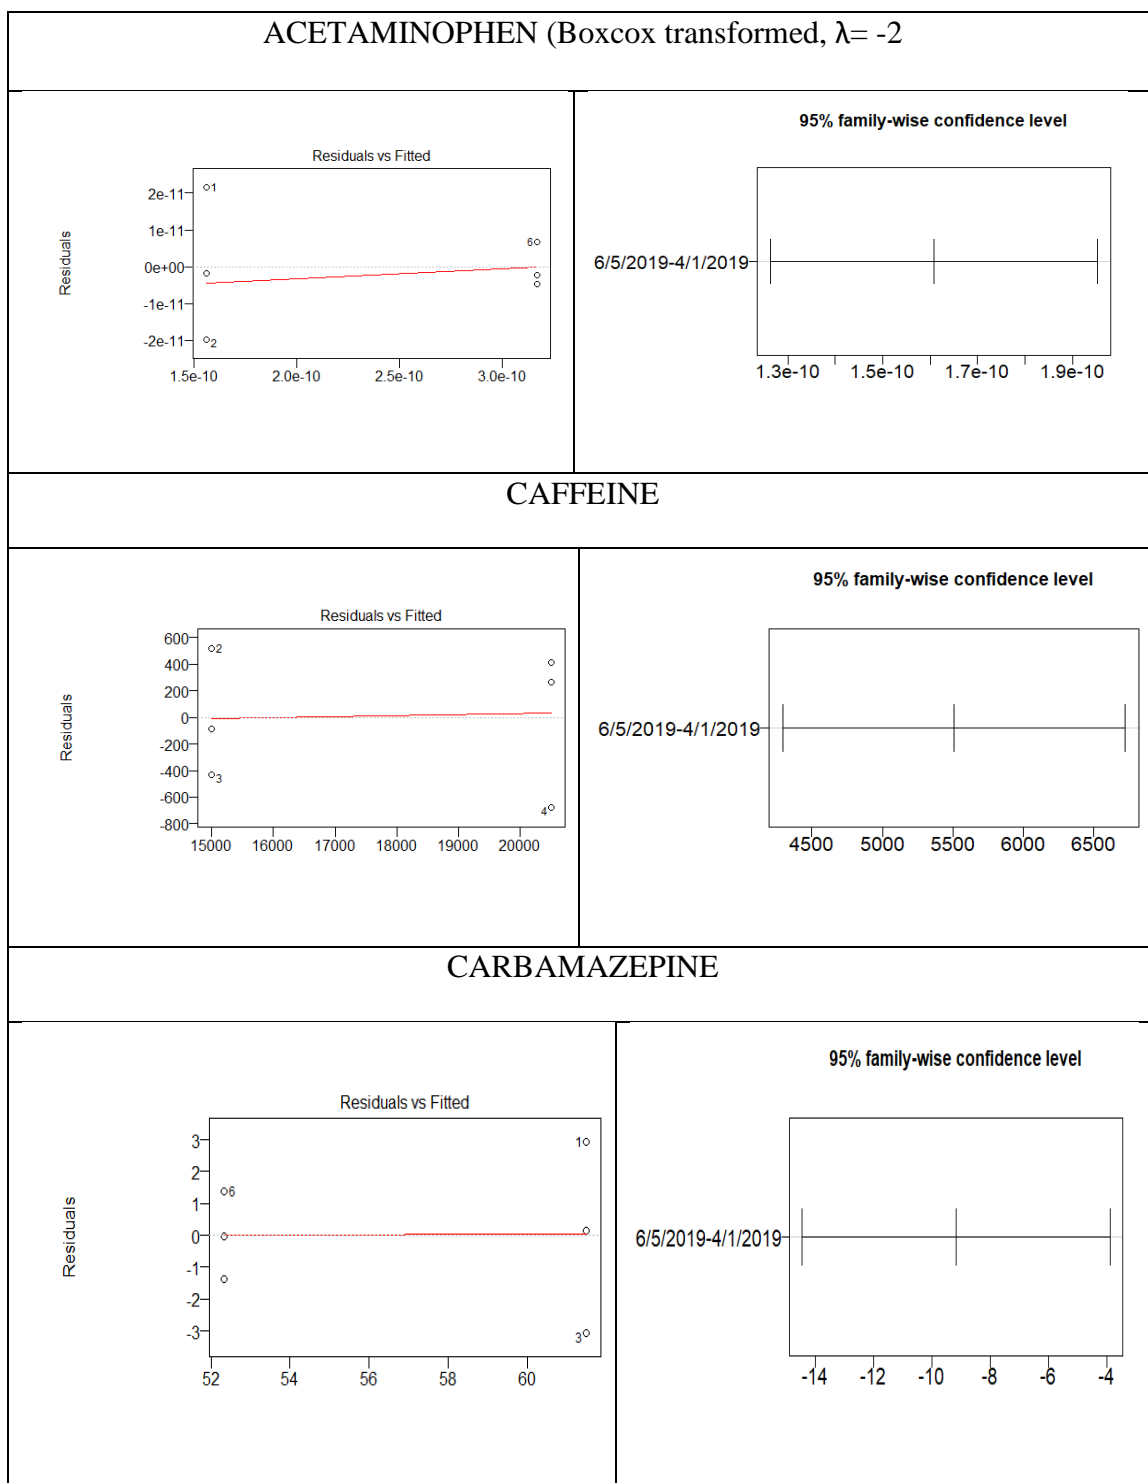 ACETAMINOPHEN (Boxcox transformed, λ= -2
Residuals vs Fitted
Residuals
2e-11
1e-11
0e+00
-1e-11
-2e-11
1
2
6
1.5e-10 2.0e-10 2.5e-10 3.0e-10
95% family-wise confidence level
6/5/2019-4/1/2019
1.3e-10 1.5e-10 1.7e-10 1.9e-10
CAFFEINE
Residuals vs Fitted
Residuals
600
400
200
0
-200
-400
-600
-800
2
3
4
15000 16000 17000 18000 19000 20000
95% family-wise confidence level
6/5/2019-4/1/2019
4500 5000 5500 6000 6500
CARBAMAZEPINE
Residuals vs Fitted
Residuals
3
2
1
0
-1
-2
-3
6
1
3
52 54 56 58 60
95% family-wise confidence level
6/5/2019-4/1/2019
-14 -12 -10 -8 -6 -4